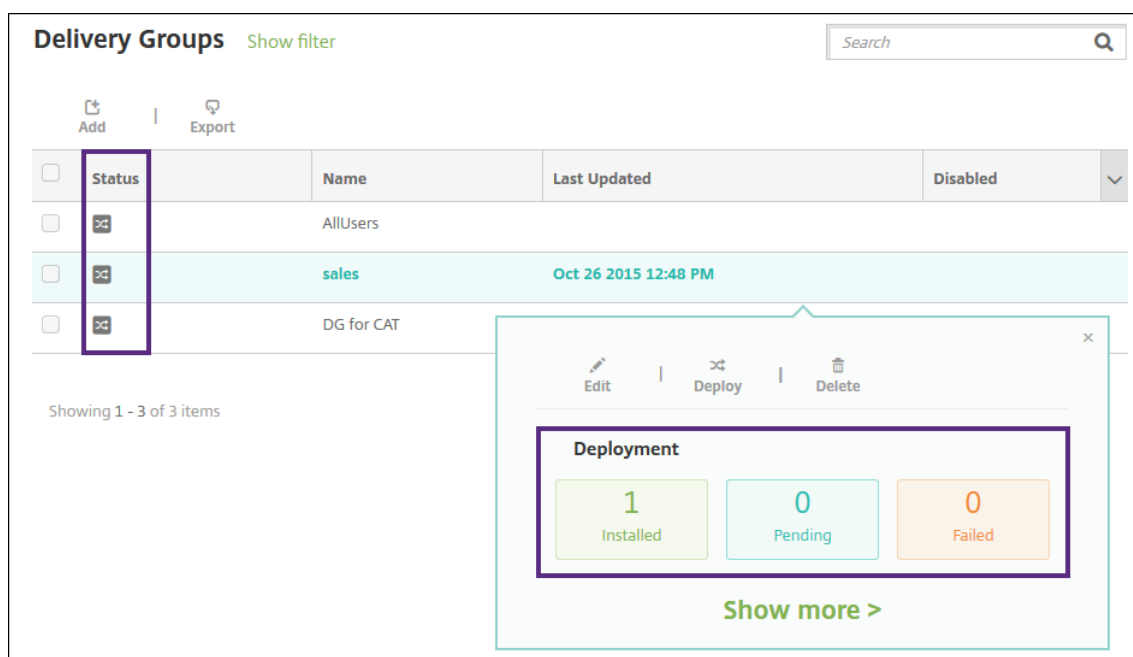 Delivery Groups Show filter Search
Add | Export
Status Name Last Updated Disabled
AllUsers
sales Oct 26 2015 12:48 PM
DG for CAT
×
Edit | Deploy | Delete
Showing 1 - 3 of 3 items
Deployment
1 0 0
Installed Pending Failed
Show more >